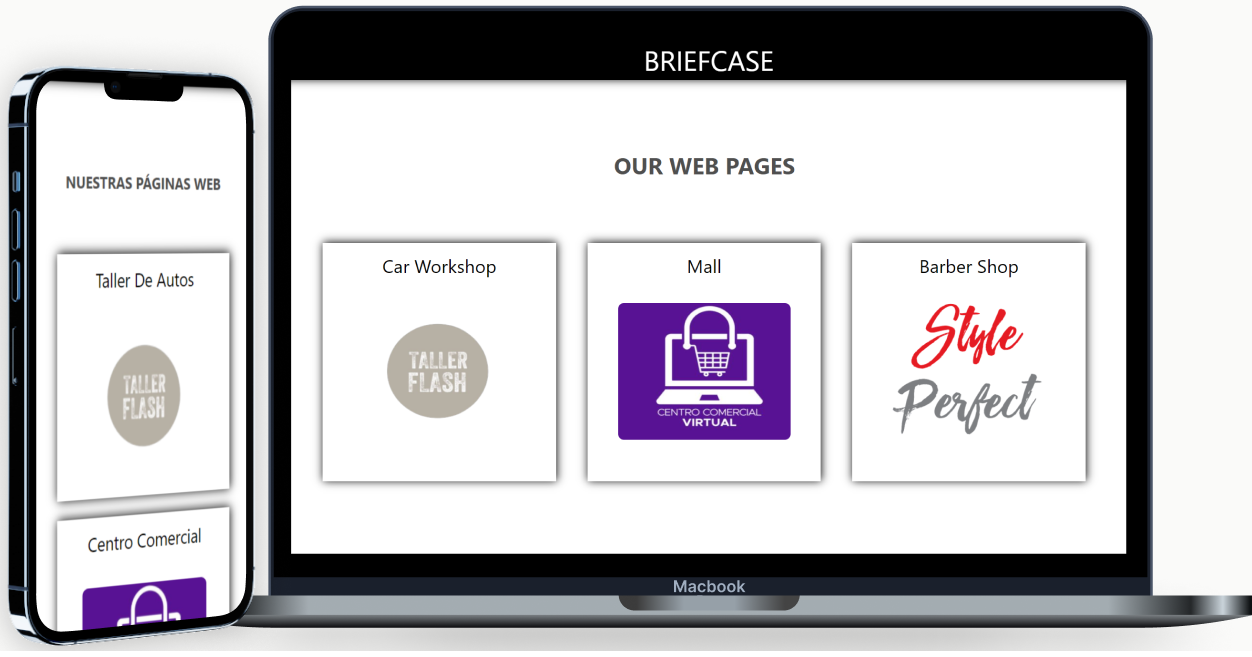 BRIEFCASE
OUR WEB PAGES
Car Workshop
TALLER
FLASH
Mall
CENTRO COMERCIAL
VIRTUAL
Barber Shop
Style
Perfect
Macbook
NUESTRAS PÁGINAS WEB
Taller De Autos
TALLER
FLASH
Centro Comercial